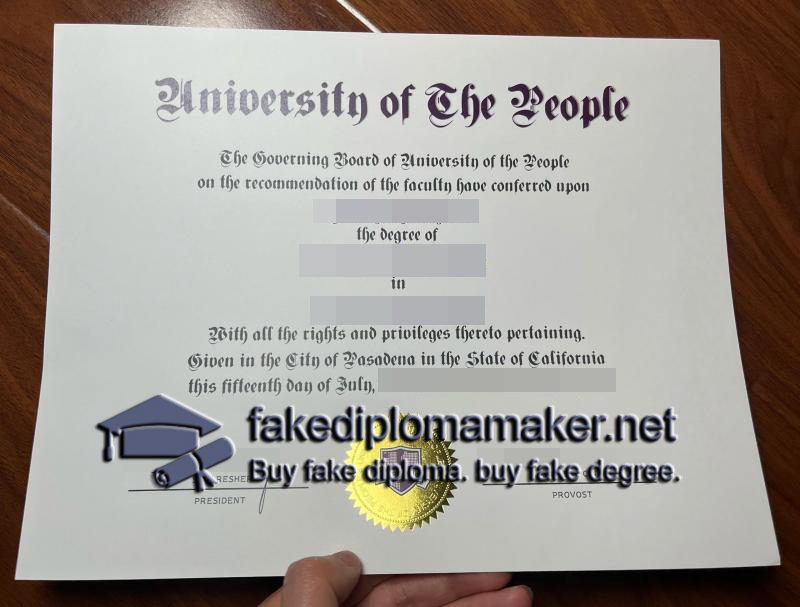 University of The People
The Governing Board of University of the People
on the recommendation of the faculty have conferred upon
the degree of
in
With all the rights and privileges thereto pertaining.
Given in the City of Pasadena in the State of California
this fifteenth day of July,
fakediplomamaker.net
Buy fake diploma. buy fake degree.
PRESIDENT
PROVOST